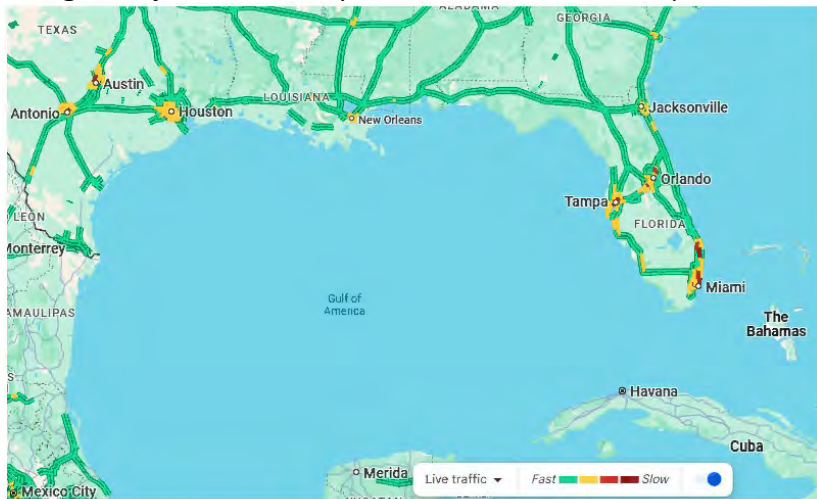 ALABAMA
GEORGIA
TEXAS
Austin
LOUISIANA
Houston
Antonio
New Orleans
Jacksonville
Orlando
Tampa
FLORIDA
LEON
Monterrey
Miami
Gulf of
America
AMAULIPAS
The
Bahamas
S
Havana
Cuba
Merida
Live traffic
Fast
Slow
Mexico City